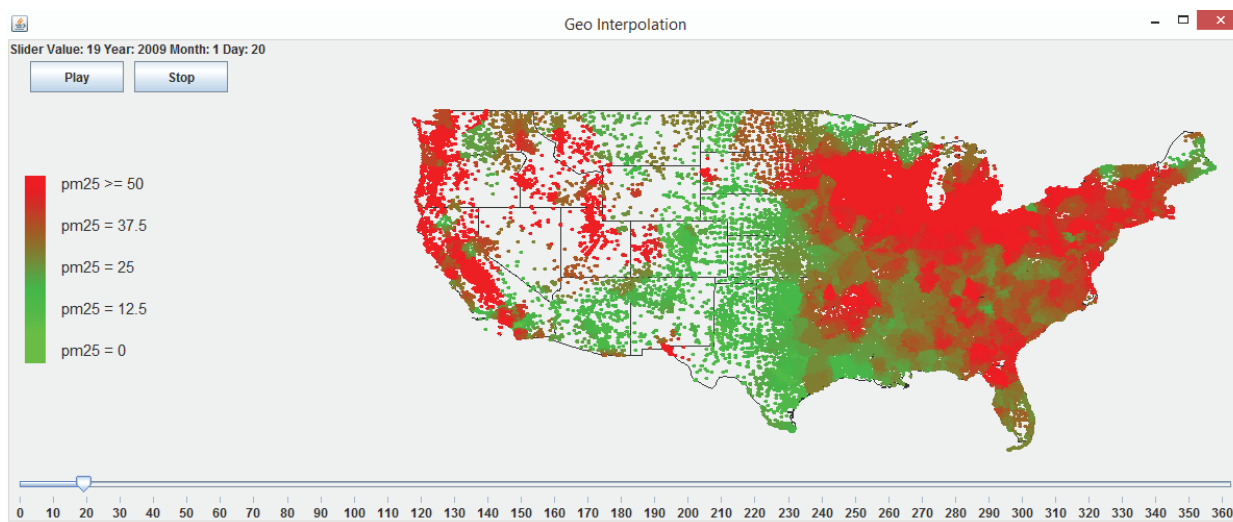 Geo Interpolation
Slider Value: 19 Year: 2009 Month: 1 Day: 20
Play Stop
pm25 >= 50
pm25 = 37.5
pm25 = 25
pm25 = 12.5
pm25 = 0
0 10 20 30 40 50 60 70 80 90 100 110 120 130 140 150 160 170 180 190 200 210 220 230 240 250 260 270 280 290 300 310 320 330 340 350 360